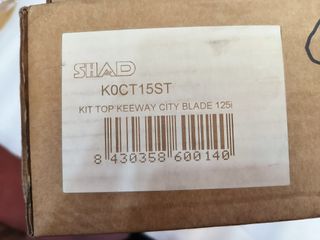 SHAD
K0CT15ST
KIT TOP KEEWAY CITY BLADE 125i
8 430358 600140